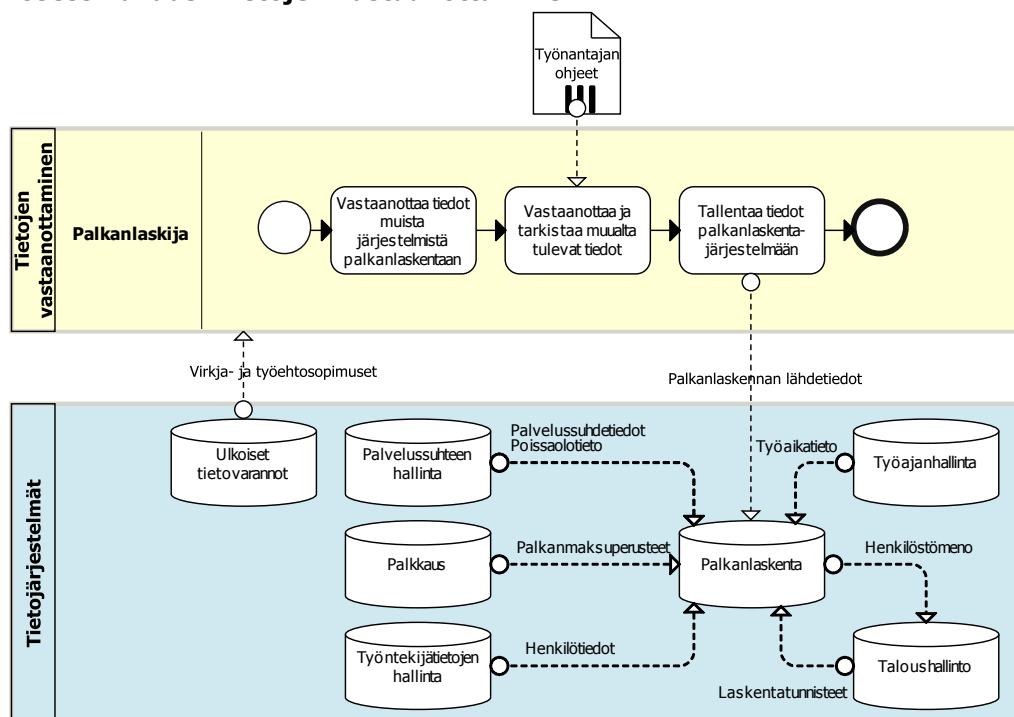 Työnantajan
ohjeet
Tietojen
vastaanottaminen
Palkanlaskija
Vastaanottaa tiedot
muista
järjestelmistä
palkanlaskentaan
Vastaanottaa ja
tarkistaa muualta
tulevat tiedot
Tallentaa tiedot
palkanlaskenta-
järjestelmään
Virkja- ja työehtosopimuset
Palkanlaskennan lähdetiedot
Tietojärjestelmät
Ulkoiset
tietovarannot
Palvelussuhteen
hallinta
Palvelussuhdetiedot
Poissaolotieto
Työaikatieto
Työajanhallinta
Palkkaus
Palkanmaksuperusteet
Palkanlaskenta
Henkilöstömeno
Työntekijätietojen
hallinta
Henkilötiedot
Laskentatunnisteet
Taloushallinto